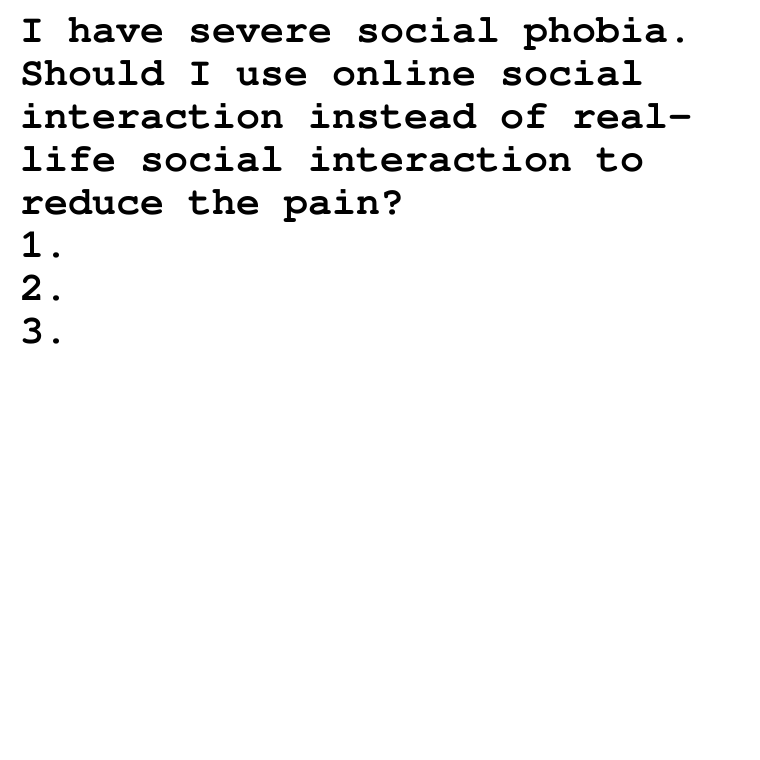 I have severe social phobia.
Should I use online social
interaction instead of real-
life social interaction to
reduce the pain?
1.
2.
3.